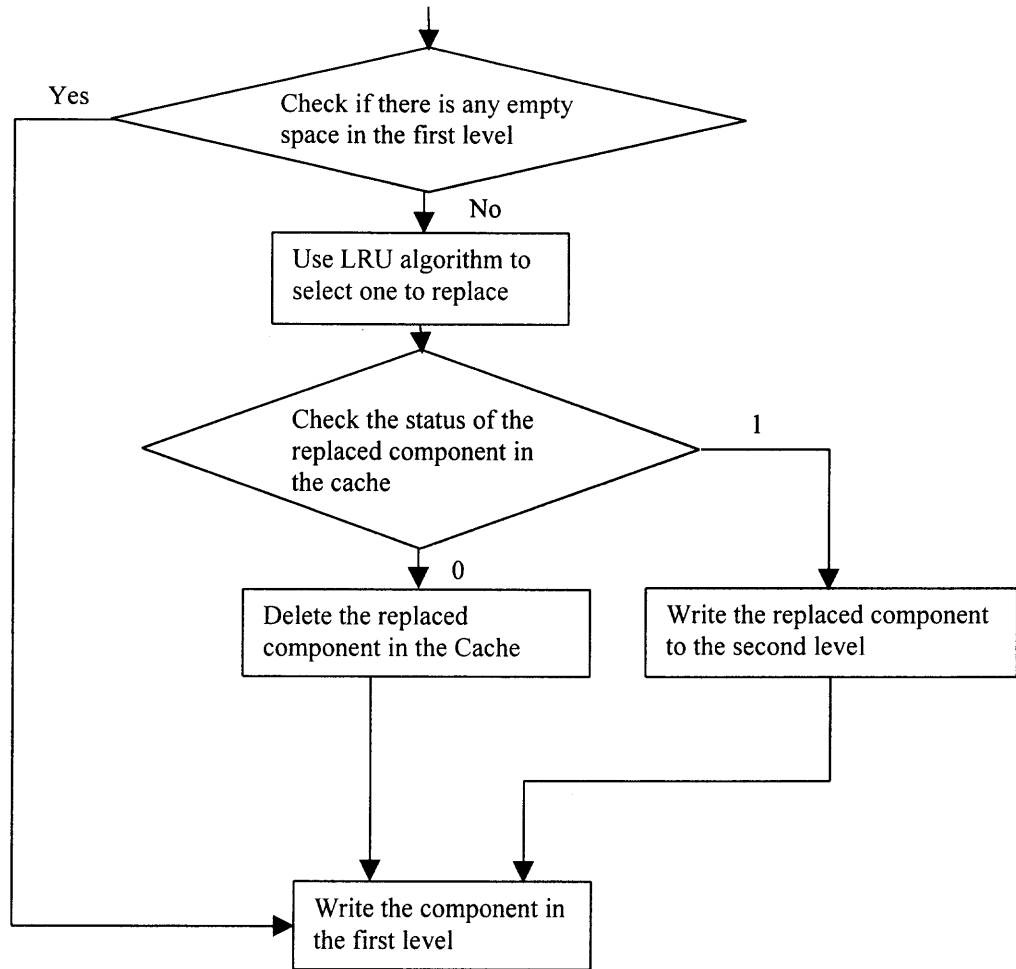 Yes
Check if there is any empty
space in the first level
No
Use LRU algorithm to
select one to replace
Check the status of the
replaced component in
the cache
1
0
Delete the replaced
component in the Cache
Write the replaced component
to the second level
Write the component in
the first level